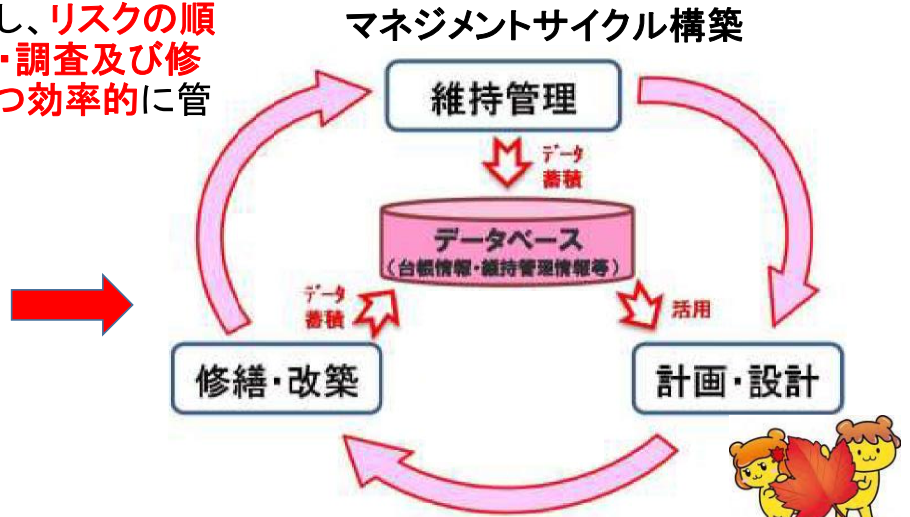 し、リスクの順
・調査及び修
つ効率的に管
マネジメントサイクル構築
維持管理
データ
蓄積
データベース
(台帳情報・維持管理情報等)
データ
蓄積
活用
修繕・改築
計画・設計